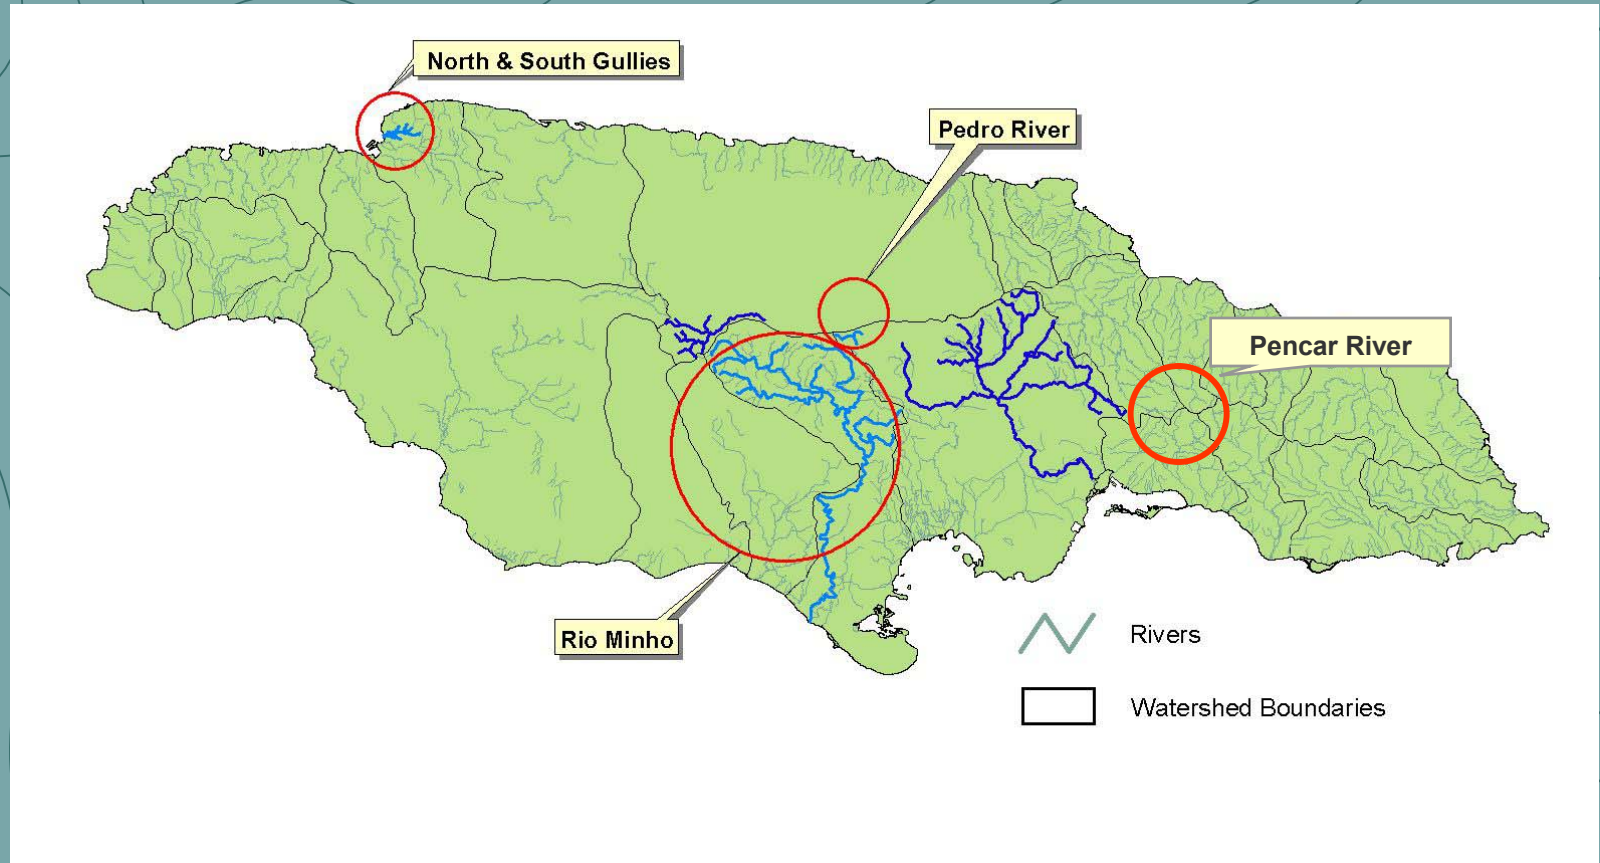 North & South Gullies
Pedro River
Pencar River
Rio Minho
Rivers
Watershed Boundaries